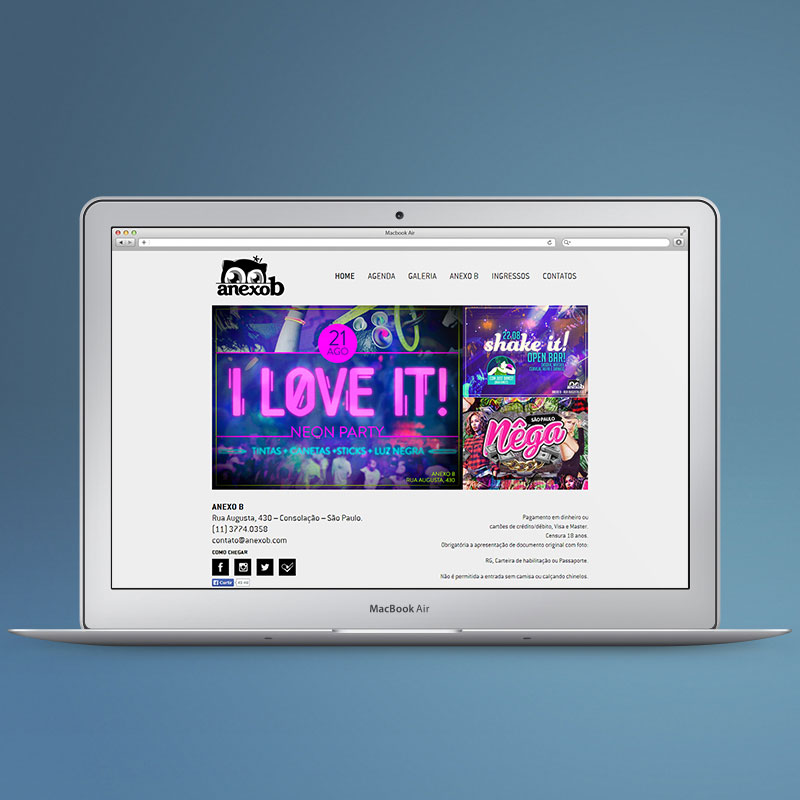 Macbook Air
anexob
HOME AGENDA GALERIA ANEXO B INGRESSOS CONTATOS
21
AGO
I LOVE IT!
NEON PARTY
TINTAS + CANETAS + STICKS + LUZ NEGRA
ANEXO B
RUA AUGUSTA, 430
22.08
shake it!
OPEN BAR!
SÃO PAULO
Nêga
ANEXO B
Rua Augusta, 430 – Consolação – São Paulo.
(11) 3774.0358
contato@anexob.com
COMO CHEGAR
Curtir
Pagamento em dinheiro ou
cartões de crédito/débito, Visa e Master.
Censura 18 anos.
Obrigatória a apresentação de documento original com foto:
RG, Carteira de habilitação ou Passaporte.
Não é permitida a entrada sem camisa ou calçando chinelos.
MacBook Air